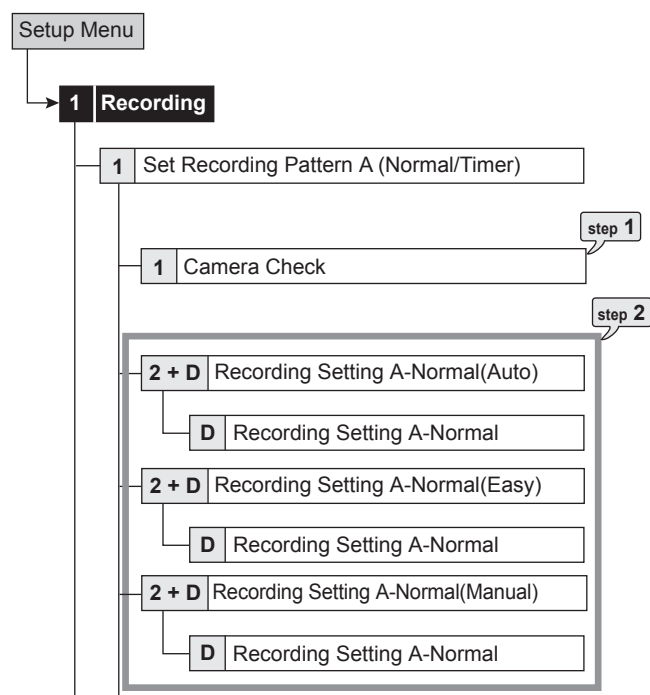 Setup Menu
1 Recording
1 Set Recording Pattern A (Normal/Timer)
step 1
1 Camera Check
step 2
2 + D Recording Setting A-Normal(Auto)
D Recording Setting A-Normal
2 + D Recording Setting A-Normal(Easy)
D Recording Setting A-Normal
2 + D Recording Setting A-Normal(Manual)
D Recording Setting A-Normal